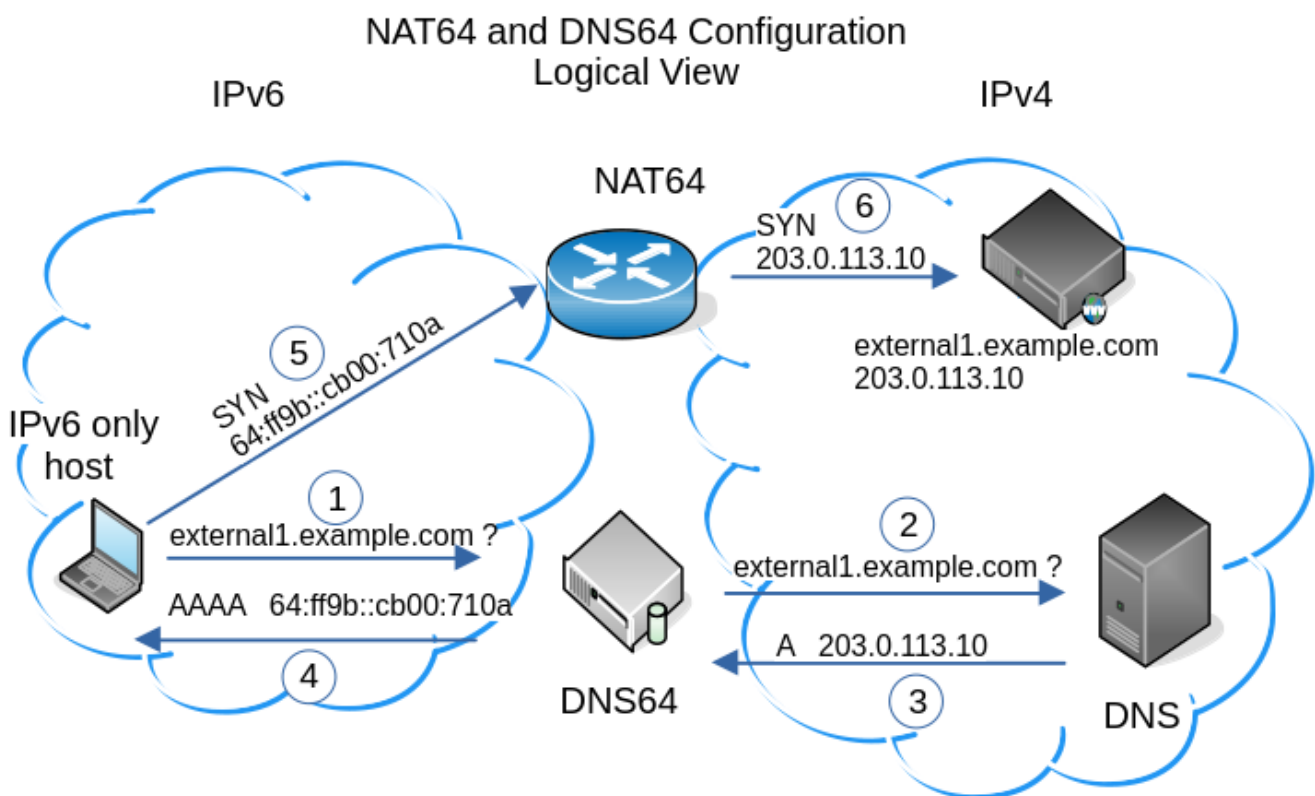 NAT64 and DNS64 Configuration
Logical View
IPv6
IPv4
NAT64
6
SYN
203.0.113.10
external1.example.com
203.0.113.10
5
SYN
64:ff9b::cb00:710a
IPv6 only
host
1
external1.example.com ?
2
external1.example.com ?
AAAA 64:ff9b::cb00:710a
4
A 203.0.113.10
3
DNS64
DNS
WWW